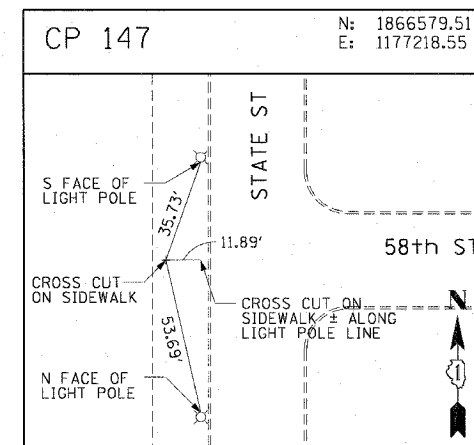 CP 147
N: 1866579.51
E: 1177218.55
STATE ST
S FACE OF
LIGHT POLE
35.73'
11.89'
58th ST
CROSS CUT
ON SIDEWALK
CROSS CUT ON
SIDEWALK ± ALONG
LIGHT POLE LINE
53.69'
N FACE OF
LIGHT POLE
N
1